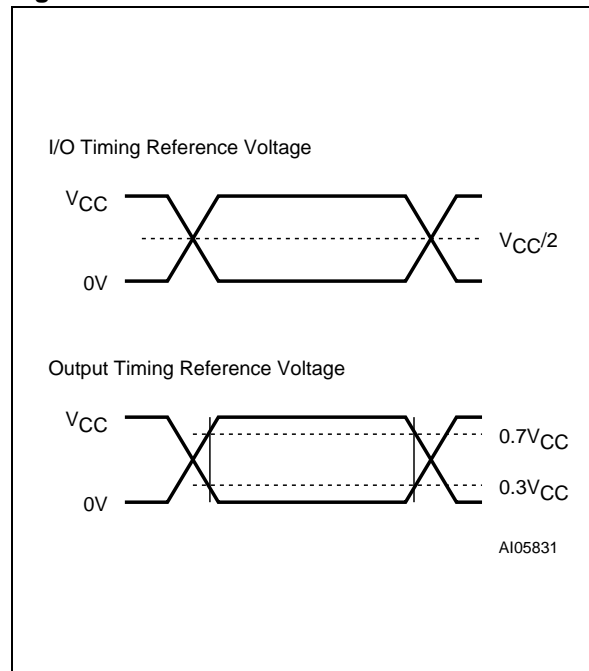 I/O Timing Reference Voltage
VCC
VCC/2
0V
Output Timing Reference Voltage
VCC
0.7VCC
0.3VCC
0V
AI05831